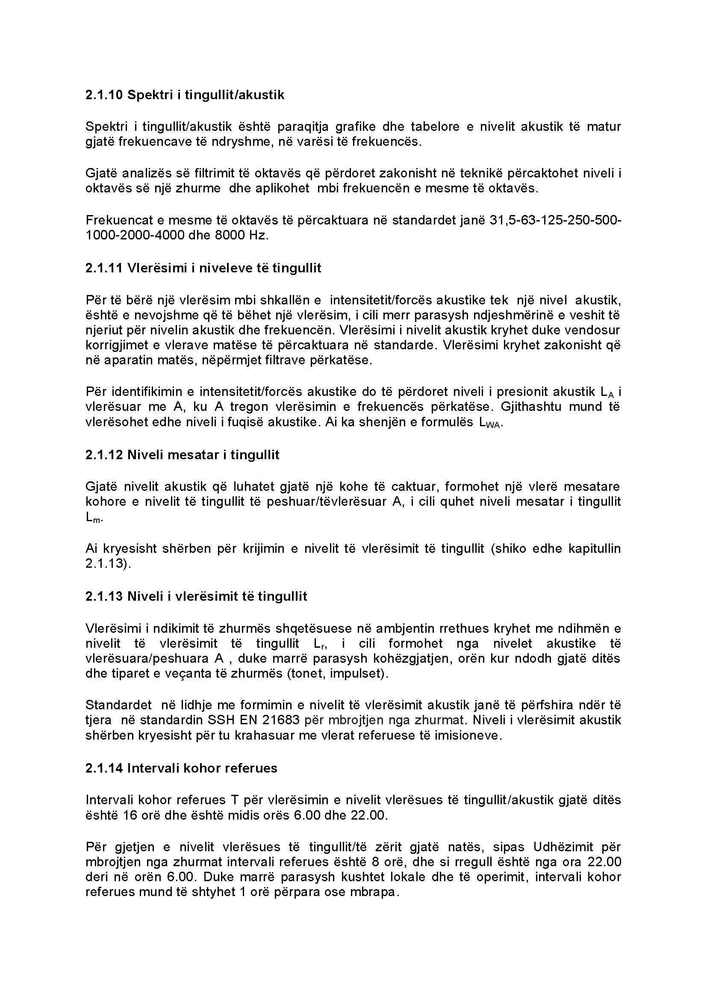 2.1.10 Spektri i tingullit/akustik
Spektri i tingullit/akustik është paraqitja grafike dhe tabelore e nivelit akustik të matur
gjatë frekuencave të ndryshme, në varësi të frekuencës.
Gjatë analizës së filtrimit të oktavës që përdoret zakonisht në teknikë përcaktohet niveli i
oktavës së një zhurme dhe aplikohet mbi frekuencën e mesme të oktavës.
Frekuencat e mesme të oktavës të përcaktuara në standardet janë 31,5-63-125-250-500-
1000-2000-4000 dhe 8000 Hz.
2.1.11 Vlerësimi i niveleve të tingullit
Për të bërë një vlerësim mbi shkallën e intensitetit/forcës akustike tek një nivel akustik,
është e nevojshme që të bëhet një vlerësim, i cili merr parasysh ndjeshmërinë e veshit të
njeriut për nivelin akustik dhe frekuencën. Vlerësimi i nivelit akustik kryhet duke vendosur
korrigjimet e vlerave matëse të përcaktuara në standarde. Vlerësimi kryhet zakonisht që
në aparatin matës, nëpërmjet filtrave përkatëse.
Për identifikimin e intensitetit/forcës akustike do të përdoret niveli i presionit akustik LA i
vlerësuar me A, ku A tregon vlerësimin e frekuencës përkatëse. Gjithashtu mund të
vlerësohet edhe niveli i fuqisë akustike. Ai ka shenjën e formulës LWA.
2.1.12 Niveli mesatar i tingullit
Gjatë nivelit akustik që luhatet gjatë një kohe të caktuar, formohet një vlerë mesatare
kohore e nivelit të tingullit të peshuar/tëvlerësuar A, i cili quhet niveli mesatar i tingullit
Lm.
Ai kryesisht shërben për krijimin e nivelit të vlerësimit të tingullit (shiko edhe kapitullin
2.1.13).
2.1.13 Niveli i vlerësimit të tingullit
Vlerësimi i ndikimit të zhurmës shqetësuese në ambjentin rrethues kryhet me ndihmën e
nivelit të vlerësimit të tingullit Lr, i cili formohet nga nivelet akustike të
vlerësuara/peshuara A , duke marrë parasysh kohëzgjatjen, orën kur ndodh gjatë ditës
dhe tiparet e veçanta të zhurmës (tonet, impulset).
Standardet në lidhje me formimin e nivelit të vlerësimit akustik janë të përfshira ndër të
tjera në standardin SSH EN 21683 për mbrojtjen nga zhurmat. Niveli i vlerësimit akustik
shërben kryesisht për tu krahasuar me vlerat referuese të imisioneve.
2.1.14 Intervali kohor referues
Intervali kohor referues T për vlerësimin e nivelit vlerësues të tingullit/akustik gjatë ditës
është 16 orë dhe është midis orës 6.00 dhe 22.00.
Për gjetjen e nivelit vlerësues të tingullit/të zërit gjatë natës, sipas Udhëzimit për
mbrojtjen nga zhurmat intervali referues është 8 orë, dhe si rregull është nga ora 22.00
deri në orën 6.00. Duke marrë parasysh kushtet lokale dhe të operimit, intervali kohor
referues mund të shtyhet 1 orë përpara ose mbrapa.